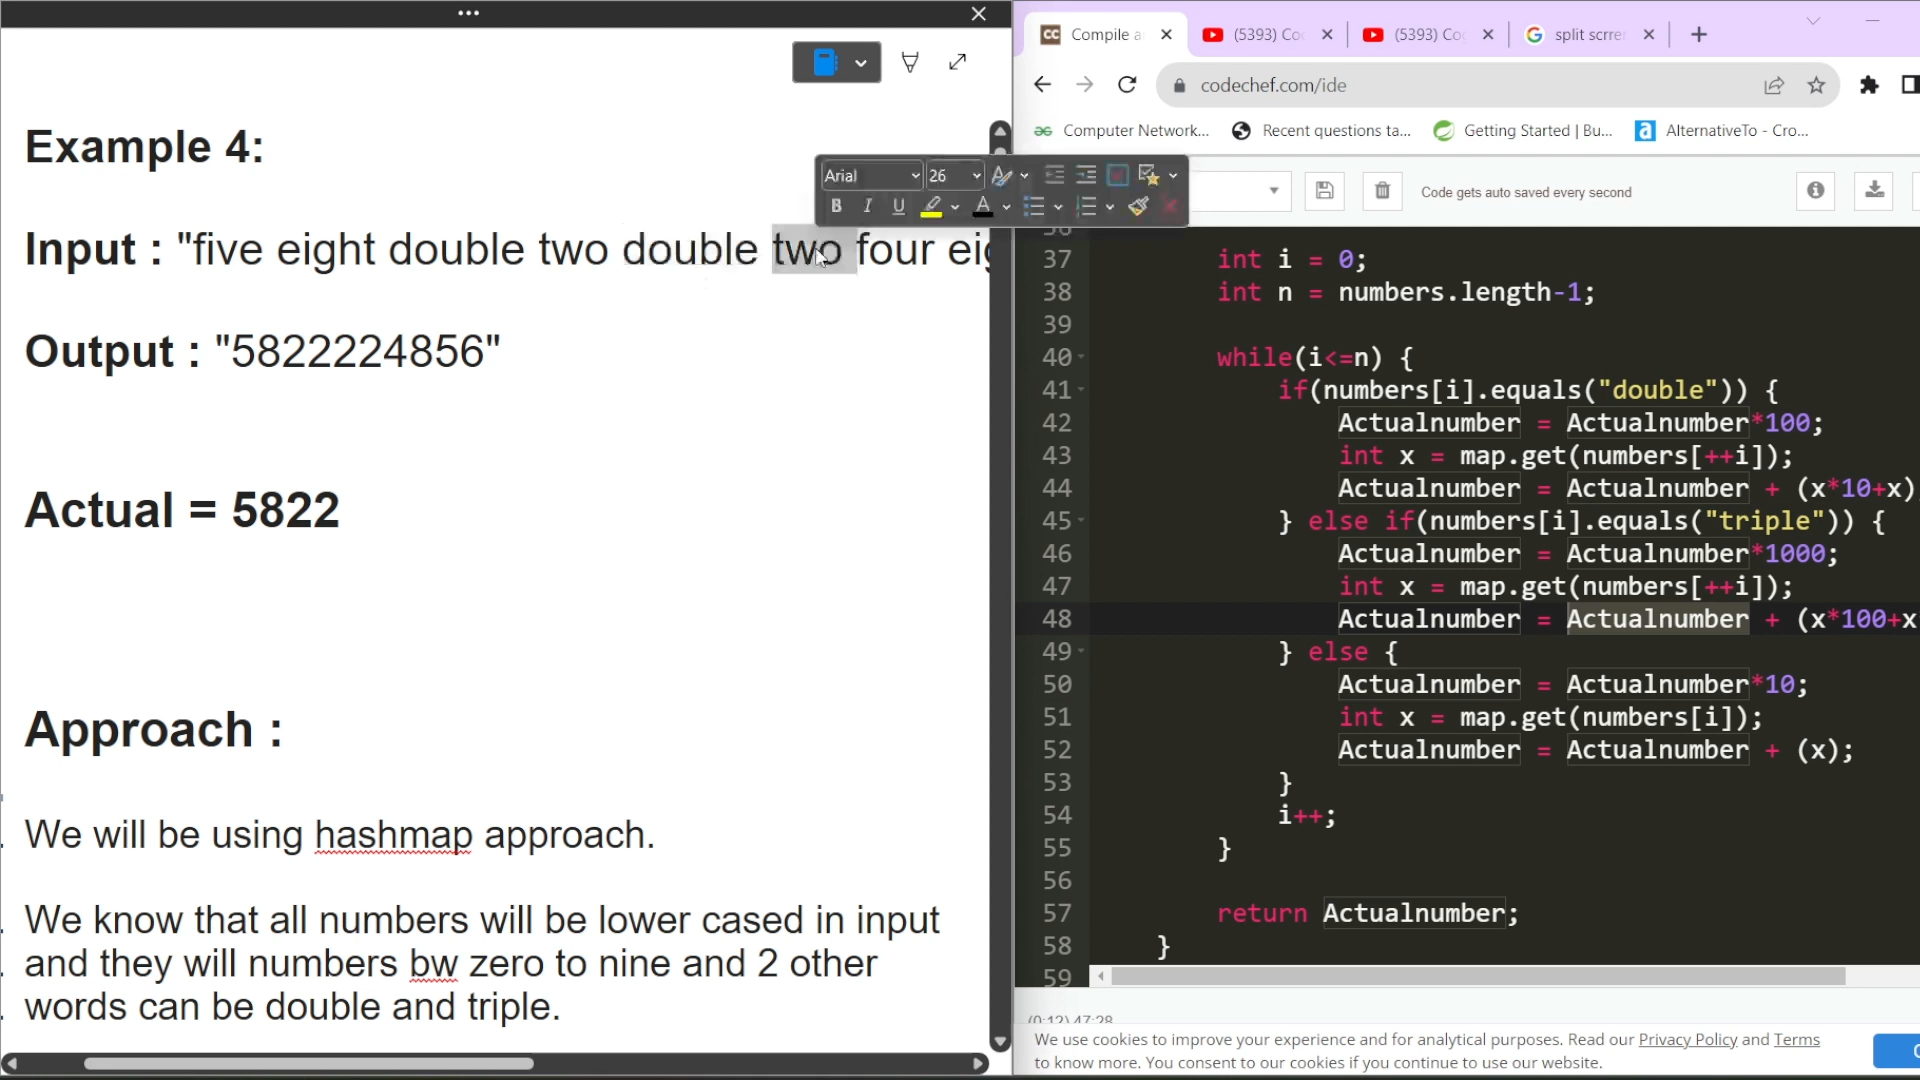 Example 4:
Input : "five eight double two double two four eig
Output : "5822224856"
Actual = 5822
Approach :
We will be using hashmap approach.
We know that all numbers will be lower cased in input
and they will numbers bw zero to nine and 2 other
words can be double and triple.
Arial
26
B I U
Compile a
(5393) Co
(5393) Co
split scrre
codechef.com/ide
Computer Network...
Recent questions ta...
Getting Started | Bu...
AlternativeTo - Cro...
Code gets auto saved every second
36
37 int i = 0;
38 int n = numbers.length-1;
39
40 while(i<=n) {
41 if(numbers[i].equals("double")) {
42 Actualnumber = Actualnumber*100;
43 int x = map.get(numbers[++i]);
44 Actualnumber = Actualnumber + (x*10+x)
45 } else if(numbers[i].equals("triple")) {
46 Actualnumber = Actualnumber*1000;
47 int x = map.get(numbers[++i]);
48 Actualnumber = Actualnumber + (x*100+x
49 } else {
50 Actualnumber = Actualnumber*10;
51 int x = map.get(numbers[i]);
52 Actualnumber = Actualnumber + (x);
53 }
54 i++;
55 }
56
57 return Actualnumber;
58 }
59
(0:12) 47:28
We use cookies to improve your experience and for analytical purposes. Read our Privacy Policy and Terms
to know more. You consent to our cookies if you continue to use our website.